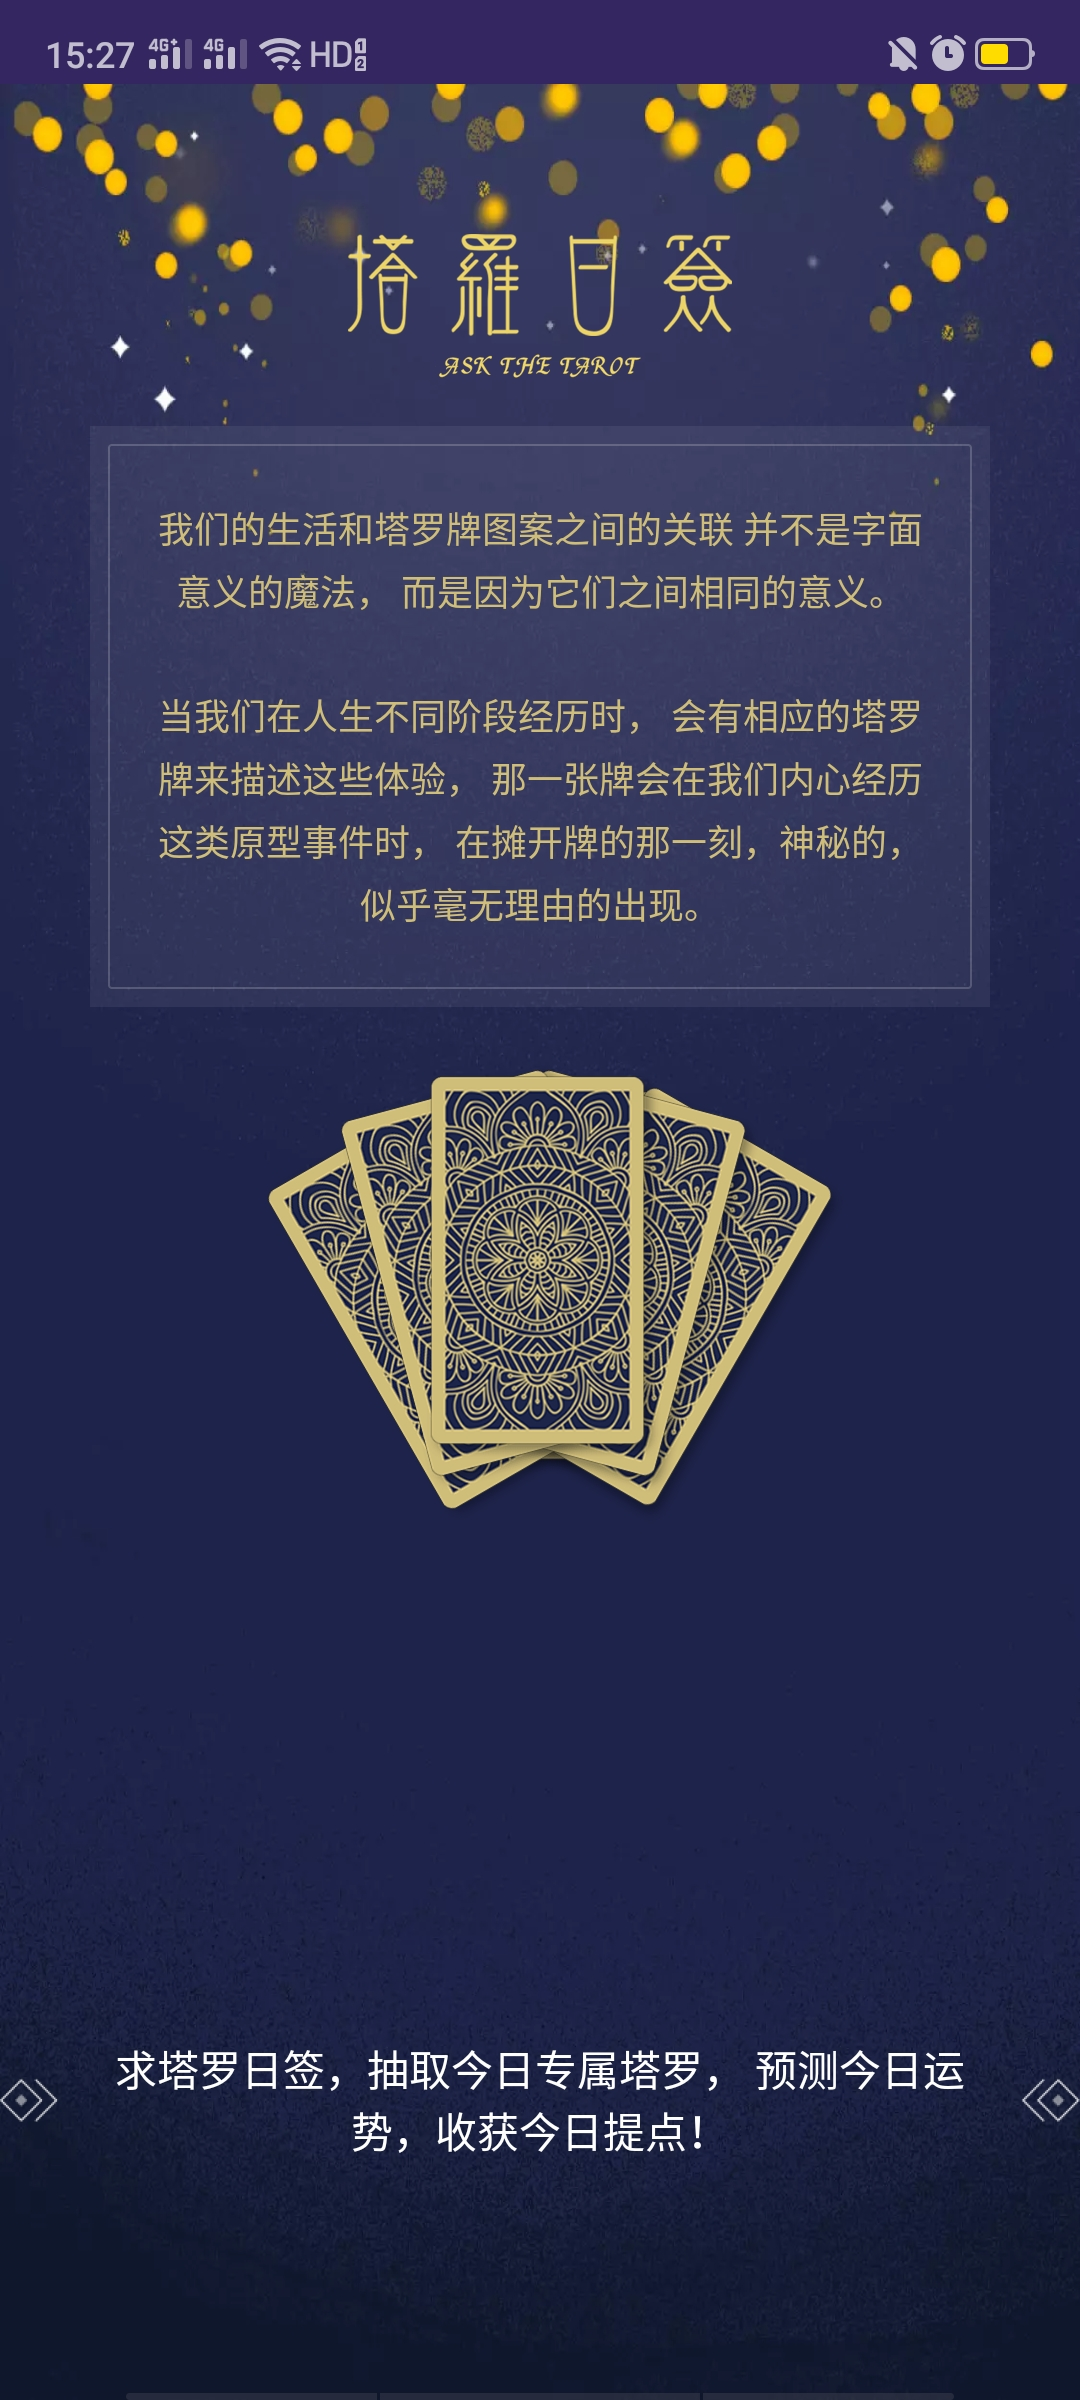 15:27 4G+ 4G HD 1 2
塔羅日簽
ASK THE TAROT
我们的生活和塔罗牌图案之间的关联 并不是字面
意义的魔法， 而是因为它们之间相同的意义。
当我们在人生不同阶段经历时， 会有相应的塔罗
牌来描述这些体验， 那一张牌会在我们内心经历
这类原型事件时， 在摊开牌的那一刻，神秘的，
似乎毫无理由的出现。
求塔罗日签，抽取今日专属塔罗， 预测今日运
势，收获今日提点！